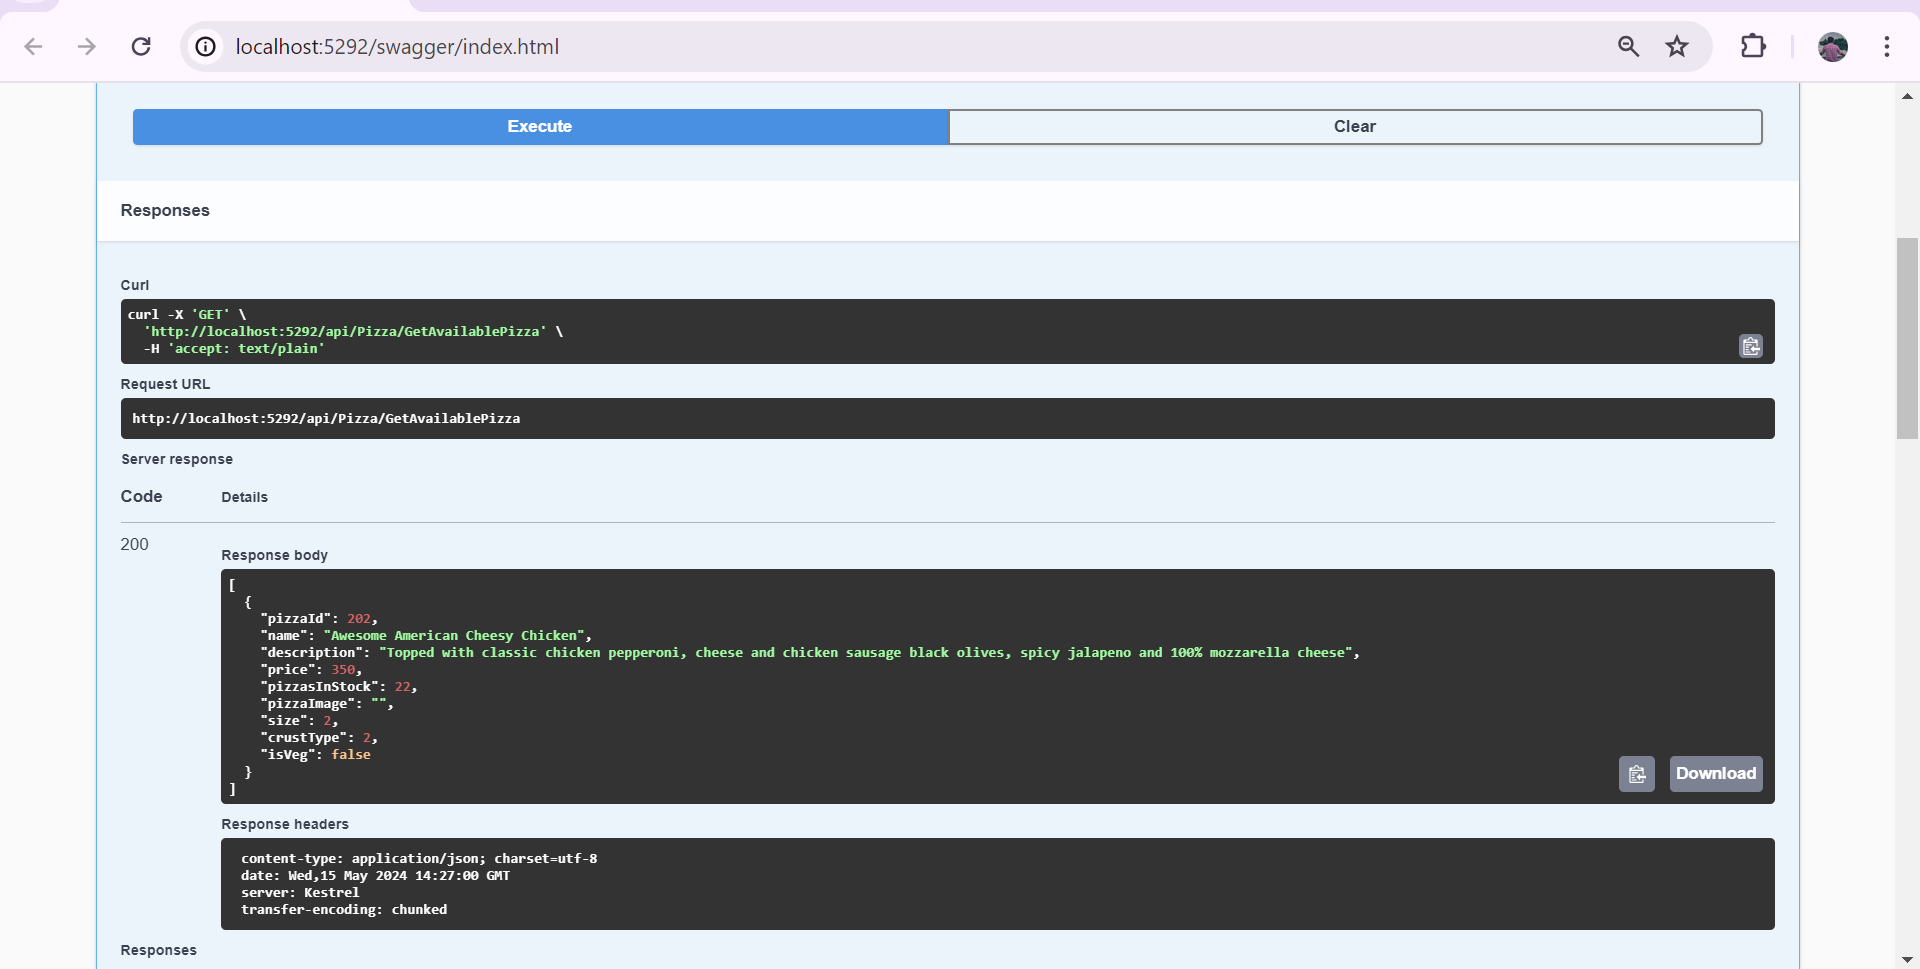 localhost:5292/swagger/index.html
Execute
Clear
Responses
Curl
curl -X 'GET' \
  'http://localhost:5292/api/Pizza/GetAvailablePizza' \
  -H 'accept: text/plain'
Request URL
http://localhost:5292/api/Pizza/GetAvailablePizza
Server response
Code Details
200
Response body
[
  {
    "pizzaId": 202,
    "name": "Awesome American Cheesy Chicken",
    "description": "Topped with classic chicken pepperoni, cheese and chicken sausage black olives, spicy jalapeno and 100% mozzarella cheese",
    "price": 350,
    "pizzasInStock": 22,
    "pizzaImage": "",
    "size": 2,
    "crustType": 2,
    "isVeg": false
  }
]
Download
Response headers
content-type: application/json; charset=utf-8
date: Wed,15 May 2024 14:27:00 GMT
server: Kestrel
transfer-encoding: chunked
Responses